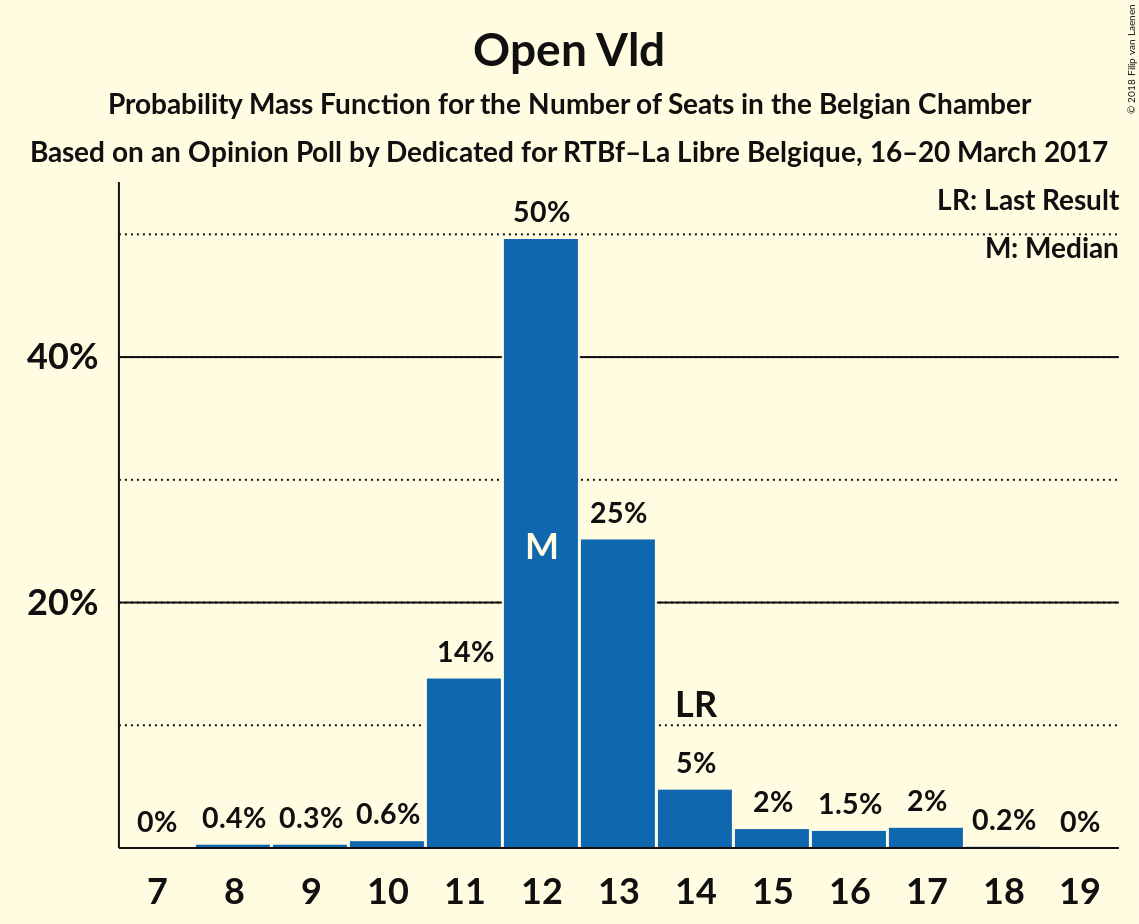 Open Vld
Probability Mass Function for the Number of Seats in the Belgian Chamber
Based on an Opinion Poll by Dedicated for RTBf–La Libre Belgique, 16–20 March 2017
© 2018 Filip van Laenen
LR: Last Result
M: Median
40%
20%
0%
0.4%
0.3%
0.6%
14%
50%
M
25%
LR
5%
2%
1.5%
2%
0.2%
0%
7 8 9 10 11 12 13 14 15 16 17 18 19